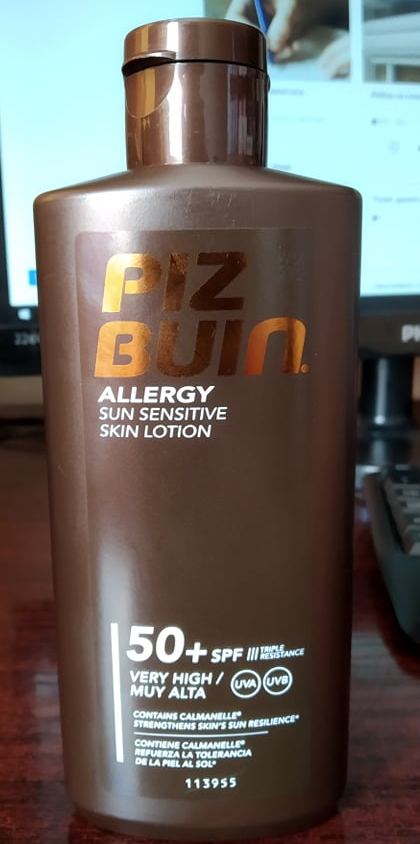 PIZ
BUIN.
ALLERGY
SUN SENSITIVE
SKIN LOTION
50+ SPF TRIPLE
RESISTANCE
VERY HIGH /
MUY ALTA
UVA UVB
CONTAINS CALMANELLE®
STRENGTHENS SKIN'S SUN RESILIENCE*
CONTIENE CALMANELLE®
REFUERZA LA TOLERANCIA
DE LA PIEL AL SOL*
113955